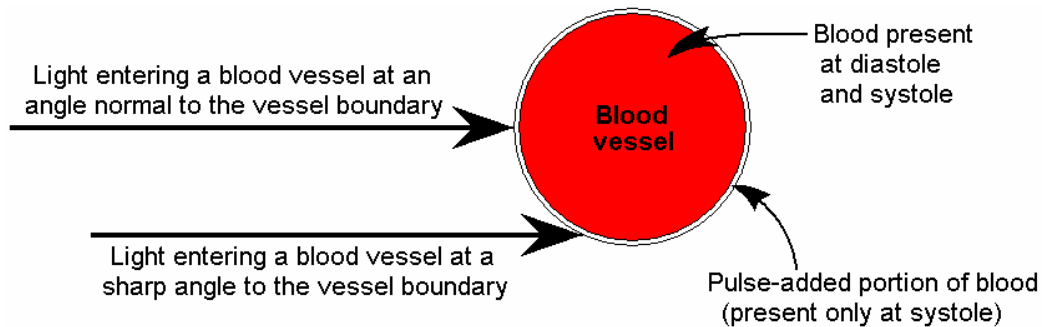 Light entering a blood vessel at an
angle normal to the vessel boundary
Blood
vessel
Blood present
at diastole
and systole
Light entering a blood vessel at a
sharp angle to the vessel boundary
Pulse-added portion of blood
(present only at systole)